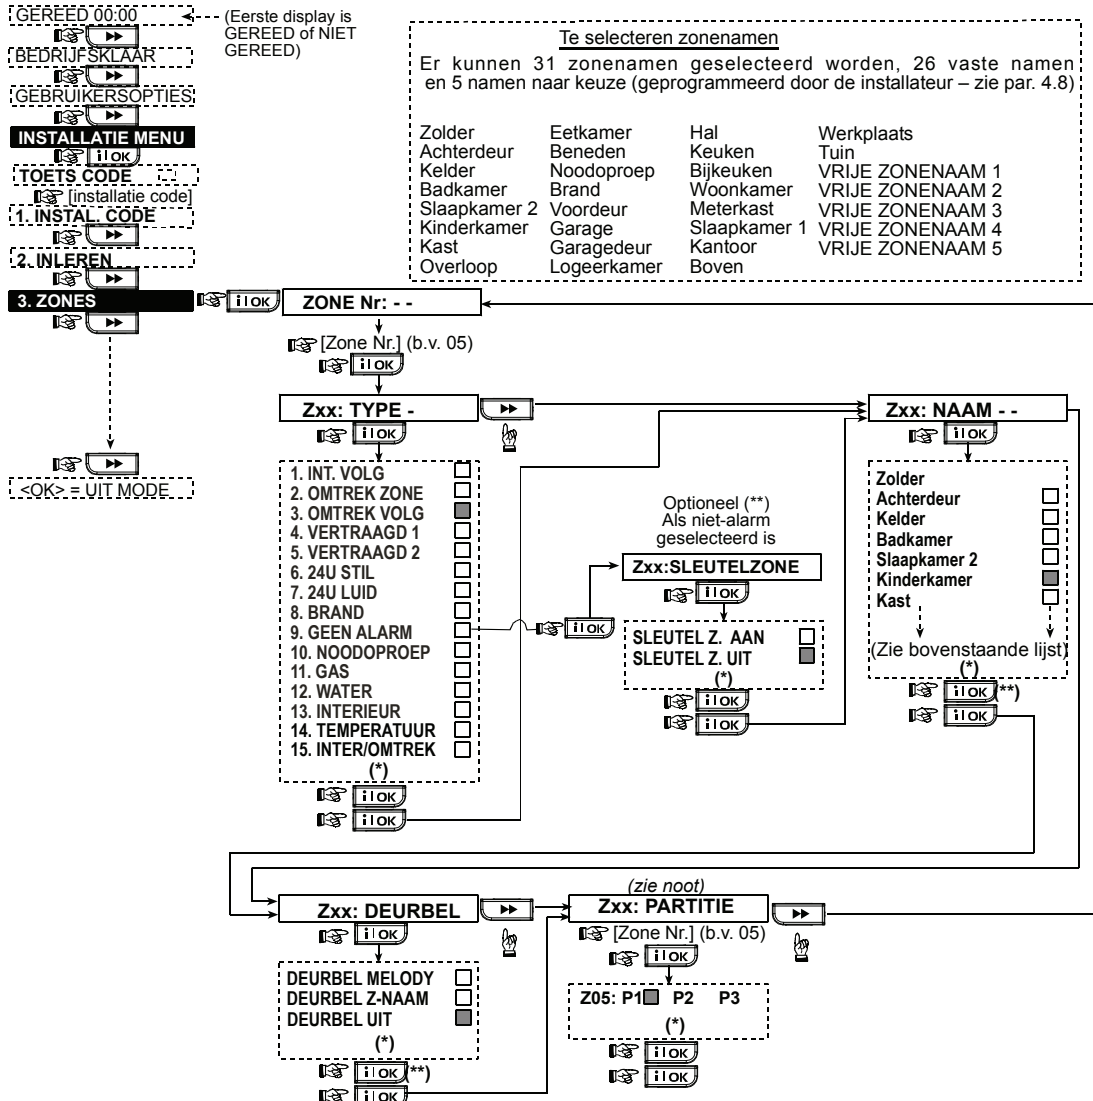 GEREED 00:00
(Eerste display is
GEREED of NIET
GEREED)
▶▶
BEDRIJFSKLAAR
▶▶
GEBRUIKERSOPTIES
▶▶
INSTALLATIE MENU
i I OK
TOETS CODE
[installatie code]
1. INSTAL. CODE
▶▶
2. INLEREN
▶▶
3. ZONES
▶▶
▶▶
<OK> = UIT MODE
Te selecteren zonenamen
Er kunnen 31 zonenamen geselecteerd worden, 26 vaste namen
en 5 namen naar keuze (geprogrammeerd door de installateur – zie par. 4.8)
Zolder Eetkamer Hal Werkplaats
Achterdeur Beneden Keuken Tuin
Kelder Noodoproep Bijkeuken VRIJE ZONENAAM 1
Badkamer Brand Woonkamer VRIJE ZONENAAM 2
Slaapkamer 2 Voordeur Meterkast VRIJE ZONENAAM 3
Kinderkamer Garage Slaapkamer 1 VRIJE ZONENAAM 4
Kast Garagedeur Kantoor VRIJE ZONENAAM 5
Overloop Logeerkamer Boven
i I OK
ZONE Nr: - -
[Zone Nr.] (b.v. 05)
i I OK
Zxx: TYPE -
▶▶
i I OK
1. INT. VOLG
2. OMTREK ZONE
3. OMTREK VOLG
4. VERTRAAGD 1
5. VERTRAAGD 2
6. 24U STIL
7. 24U LUID
8. BRAND
9. GEEN ALARM
10. NOODOPROEP
11. GAS
12. WATER
13. INTERIEUR
14. TEMPERATUUR
15. INTER/OMTREK
(*)
i I OK
i I OK
i I OK
Optioneel (**)
Als niet-alarm
geselecteerd is
Zxx:SLEUTELZONE
i I OK
SLEUTEL Z. AAN
SLEUTEL Z. UIT
(*)
i I OK
i I OK
Zxx: NAAM - -
i I OK
Zolder
Achterdeur
Kelder
Badkamer
Slaapkamer 2
Kinderkamer
Kast
(Zie bovenstaande lijst)
(*)
i I OK (**)
i I OK
Zxx: DEURBEL
▶▶
i I OK
DEURBEL MELODY
DEURBEL Z-NAAM
DEURBEL UIT
(*)
i I OK (**)
i I OK
(zie noot)
Zxx: PARTITIE
▶▶
[Zone Nr.] (b.v. 05)
i I OK
Z05: P1 P2 P3
(*)
i I OK
i I OK